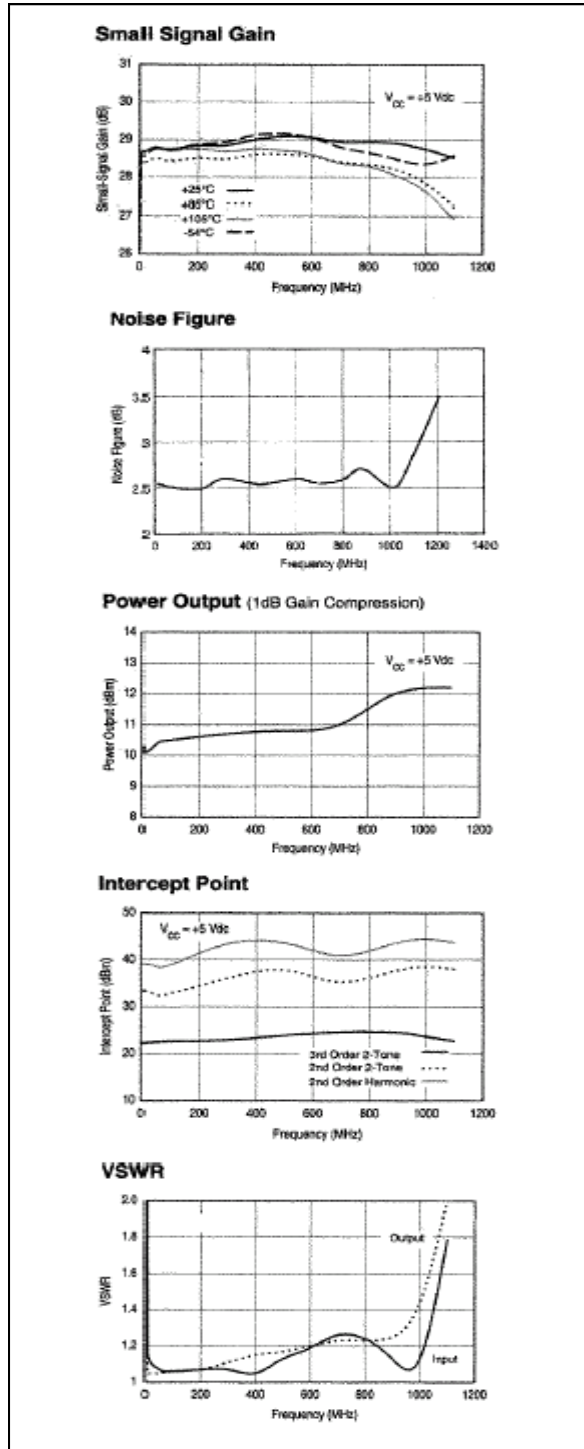 Small Signal Gain
31
30
29
28
27
26
Small-Signal Gain (dB)
V_CC = +5 Vdc
+25°C
+85°C
+105°C
-54°C
0 200 400 600 800 1000 1200
Frequency (MHz)
Noise Figure
4
3.5
3
2.5
2
Noise Figure (dB)
0 200 400 600 800 1000 1200 1400
Frequency (MHz)
Power Output (1dB Gain Compression)
14
13
12
11
10
9
8
Power Output (dBm)
V_CC = +5 Vdc
0 200 400 600 800 1000 1200
Frequency (MHz)
Intercept Point
50
40
30
20
10
Intercept Point (dBm)
V_CC = +5 Vdc
3rd Order 2-Tone
2nd Order 2-Tone
2nd Order Harmonic
0 200 400 600 800 1000 1200
Frequency (MHz)
VSWR
2.0
1.8
1.6
1.4
1.2
1
VSWR
Output
Input
0 200 400 600 800 1000 1200
Frequency (MHz)